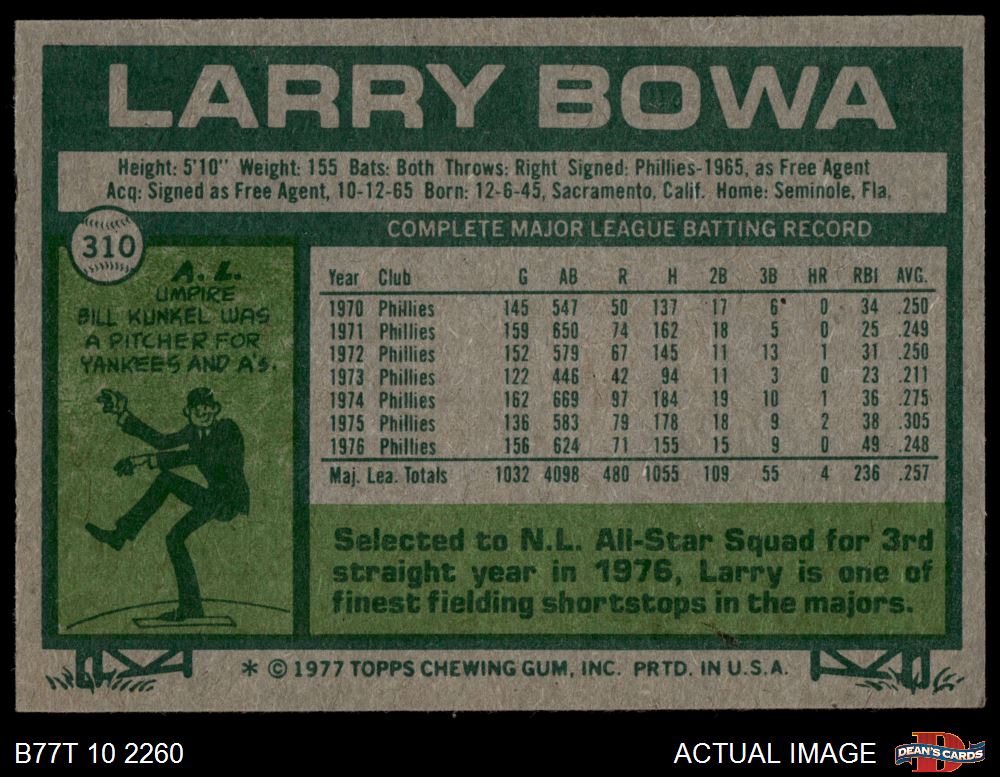 LARRY BOWA
Height: 5'10" Weight: 155 Bats: Both Throws: Right Signed: Phillies-1965, as Free Agent
Acq: Signed as Free Agent, 10-12-65 Born: 12-6-45, Sacramento, Calif. Home: Seminole, Fla.
310
A. L.
UMPIRE
BILL KUNKEL WAS
A PITCHER FOR
YANKEES AND A's.
COMPLETE MAJOR LEAGUE BATTING RECORD
Year Club G AB R H 2B 3B HR RBI AVG.
1970 Phillies 145 547 50 137 17 6 0 34 .250
1971 Phillies 159 650 74 162 18 5 0 25 .249
1972 Phillies 152 579 67 145 11 13 1 31 .250
1973 Phillies 122 446 42 94 11 3 0 23 .211
1974 Phillies 162 669 97 184 19 10 1 36 .275
1975 Phillies 136 583 79 178 18 9 2 38 .305
1976 Phillies 156 624 71 155 15 9 0 49 .248
Maj. Lea. Totals 1032 4098 480 1055 109 55 4 236 .257
Selected to N.L. All-Star Squad for 3rd
straight year in 1976, Larry is one of
finest fielding shortstops in the majors.
* © 1977 TOPPS CHEWING GUM, INC. PRTD. IN U.S.A.
B77T 10 2260
ACTUAL IMAGE
D
DEAN'S CARDS